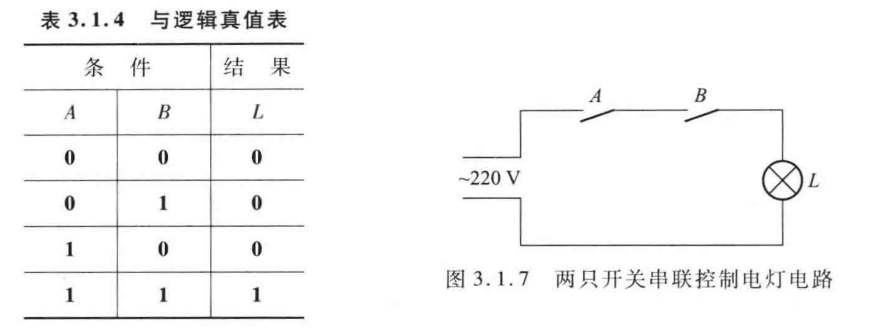 表 3.1.4 与逻辑真值表
条 件 结 果
A B L
0 0 0
0 1 0
1 0 0
1 1 1
A B
~220 V
L
图 3.1.7 两只开关串联控制电灯电路